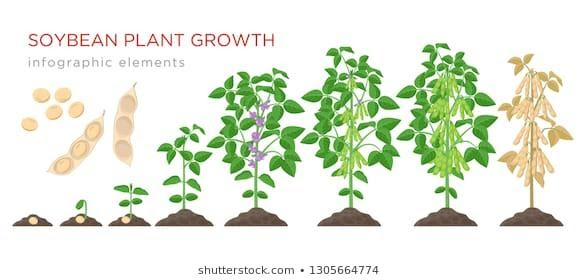 SOYBEAN PLANT GROWTH
infographic elements
shutterstock.com • 1305664774